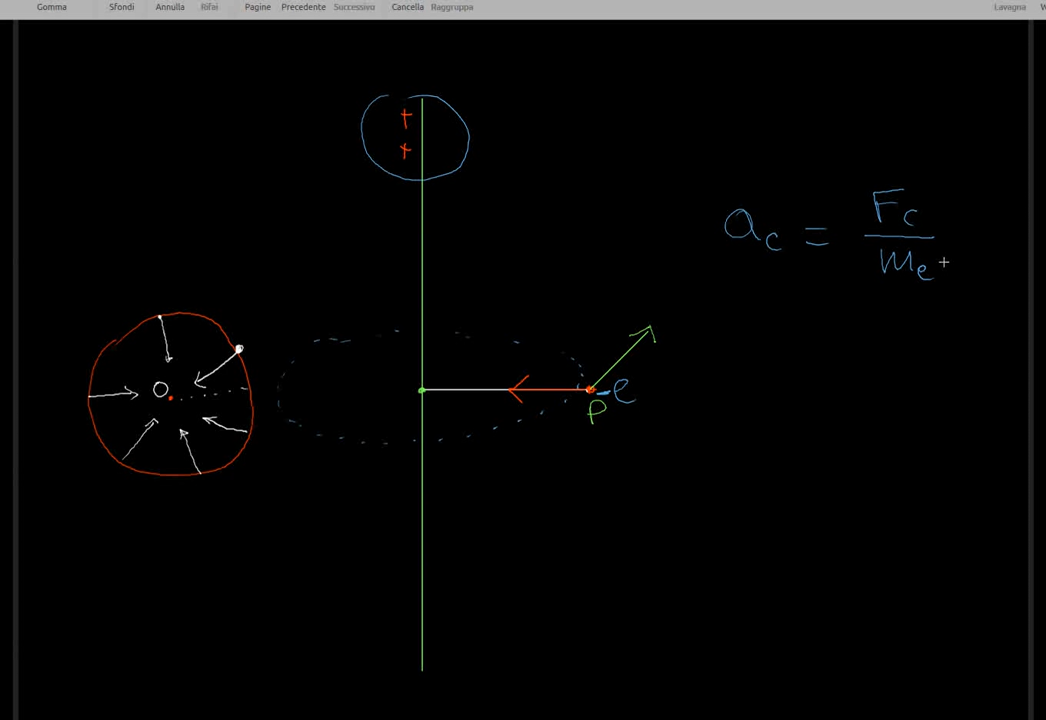 Gomma Sfondi Annulla Rifai Pagine Precedente Successivo Cancella Raggruppa Lavagna
+
+
a_c = F_c / m_e
e
P